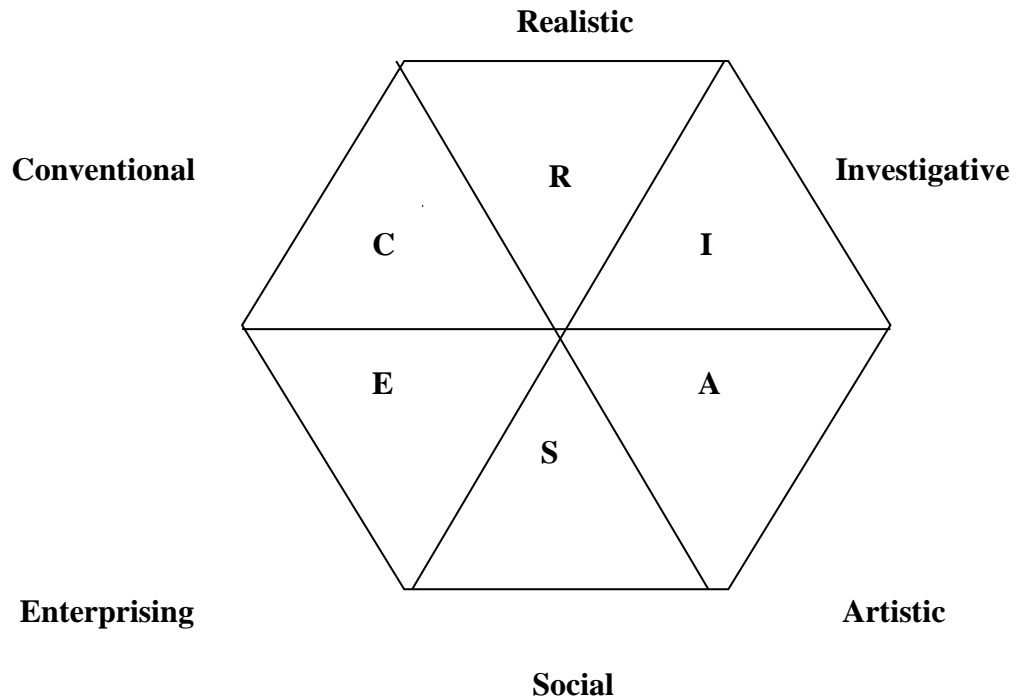 Realistic
Conventional
R
Investigative
C
I
E
A
S
Enterprising
Artistic
Social